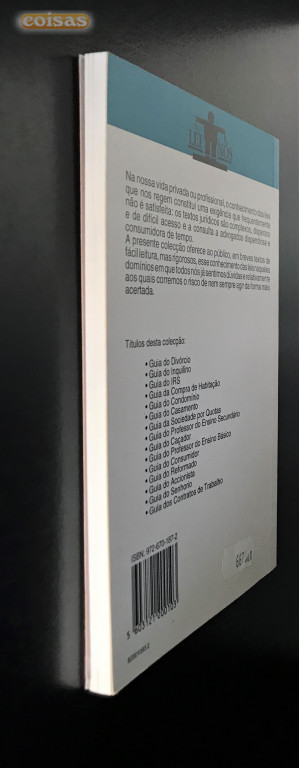 coisas
LEI
Na nossa vida privada ou profissional, o conhecimento das leis
que nos regem constitui uma exigência que frequentemente
não é satisfeita: os textos jurídicos são complexos, dispersos
e de difícil acesso e a consulta a advogados dispendiosa e
consumidora de tempo.
A presente colecção oferece ao público, em breves textos de
fácil leitura, mas rigorosos, esse conhecimento das leis naqueles
domínios em que todos nós já sentimos dúvidas e relativamente
aos quais corremos o risco de nem sempre agir da forma mais
acertada.
Títulos desta colecção:
• Guia do Divórcio
• Guia do Inquilino
• Guia do IRS
• Guia da Compra de Habitação
• Guia do Condomínio
• Guia do Casamento
• Guia da Sociedade por Quotas
• Guia do Professor do Ensino Secundário
• Guia do Caçador
• Guia do Professor do Ensino Básico
• Guia do Consumidor
• Guia do Reformado
• Guia do Accionista
• Guia do Senhorio
• Guia dos Contratos de Trabalho
ISBN: 972-670-187-2